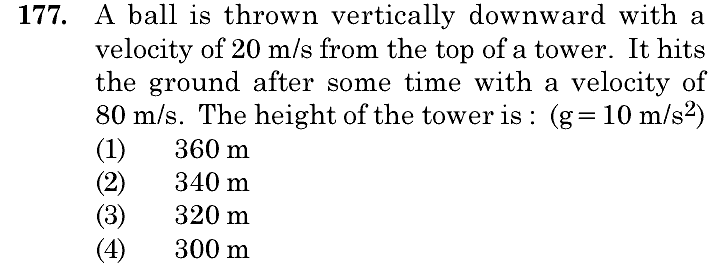 177. A ball is thrown vertically downward with a
velocity of 20 m/s from the top of a tower. It hits
the ground after some time with a velocity of
80 m/s. The height of the tower is : (g = 10 m/s²)
(1) 360 m
(2) 340 m
(3) 320 m
(4) 300 m